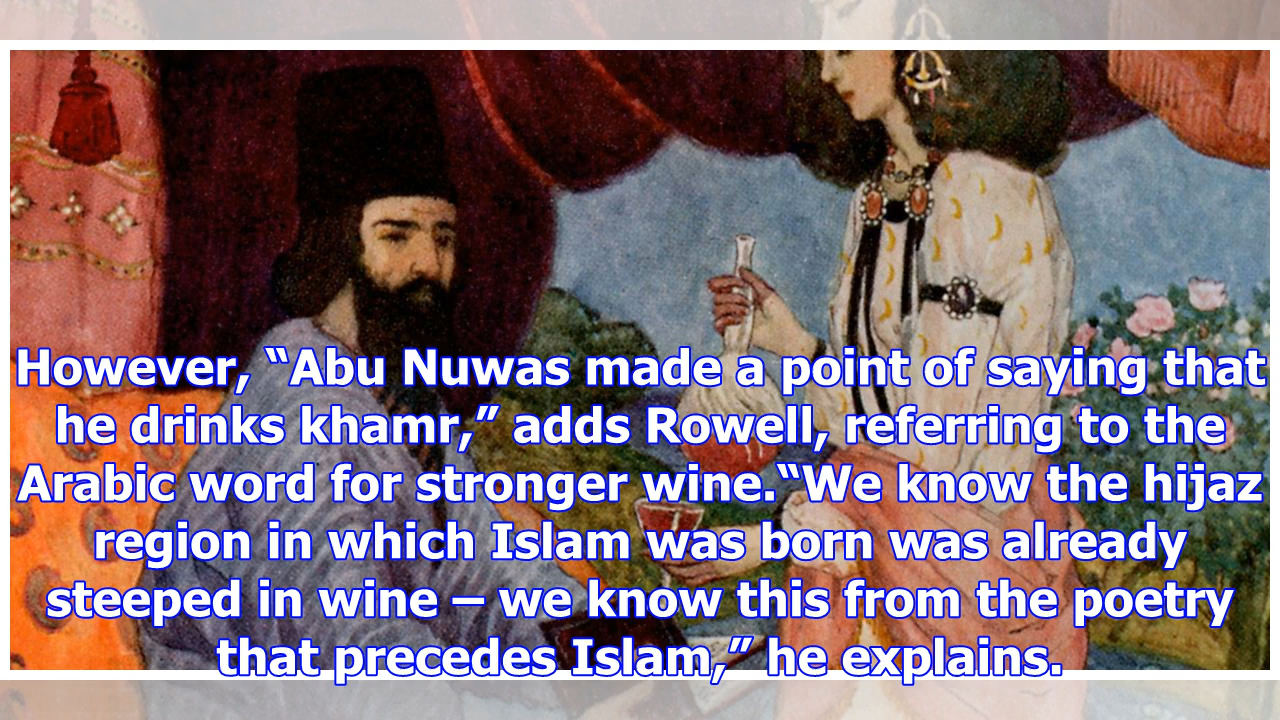 However, “Abu Nuwas made a point of saying that
he drinks khamr,” adds Rowell, referring to the
Arabic word for stronger wine.“We know the hijaz
region in which Islam was born was already
steeped in wine – we know this from the poetry
that precedes Islam,” he explains.